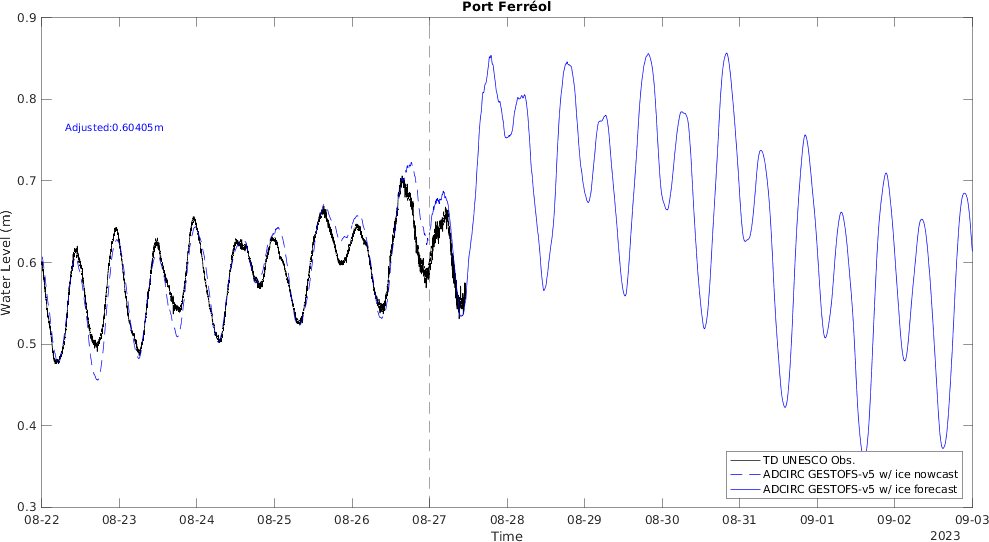 Port Ferréol
0.9
0.8
0.7
0.6
0.5
0.4
0.3
Water Level (m)
Adjusted:0.60405m
TD UNESCO Obs.
ADCIRC GESTOFS-v5 w/ ice nowcast
ADCIRC GESTOFS-v5 w/ ice forecast
08-22 08-23 08-24 08-25 08-26 08-27 08-28 08-29 08-30 08-31 09-01 09-02 09-03
Time
2023